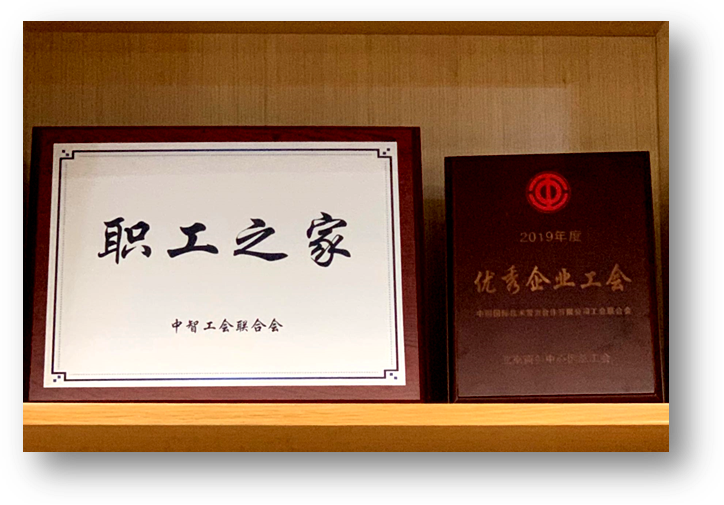 职工之家
中智工会联合会
2019年度
优秀企业工会